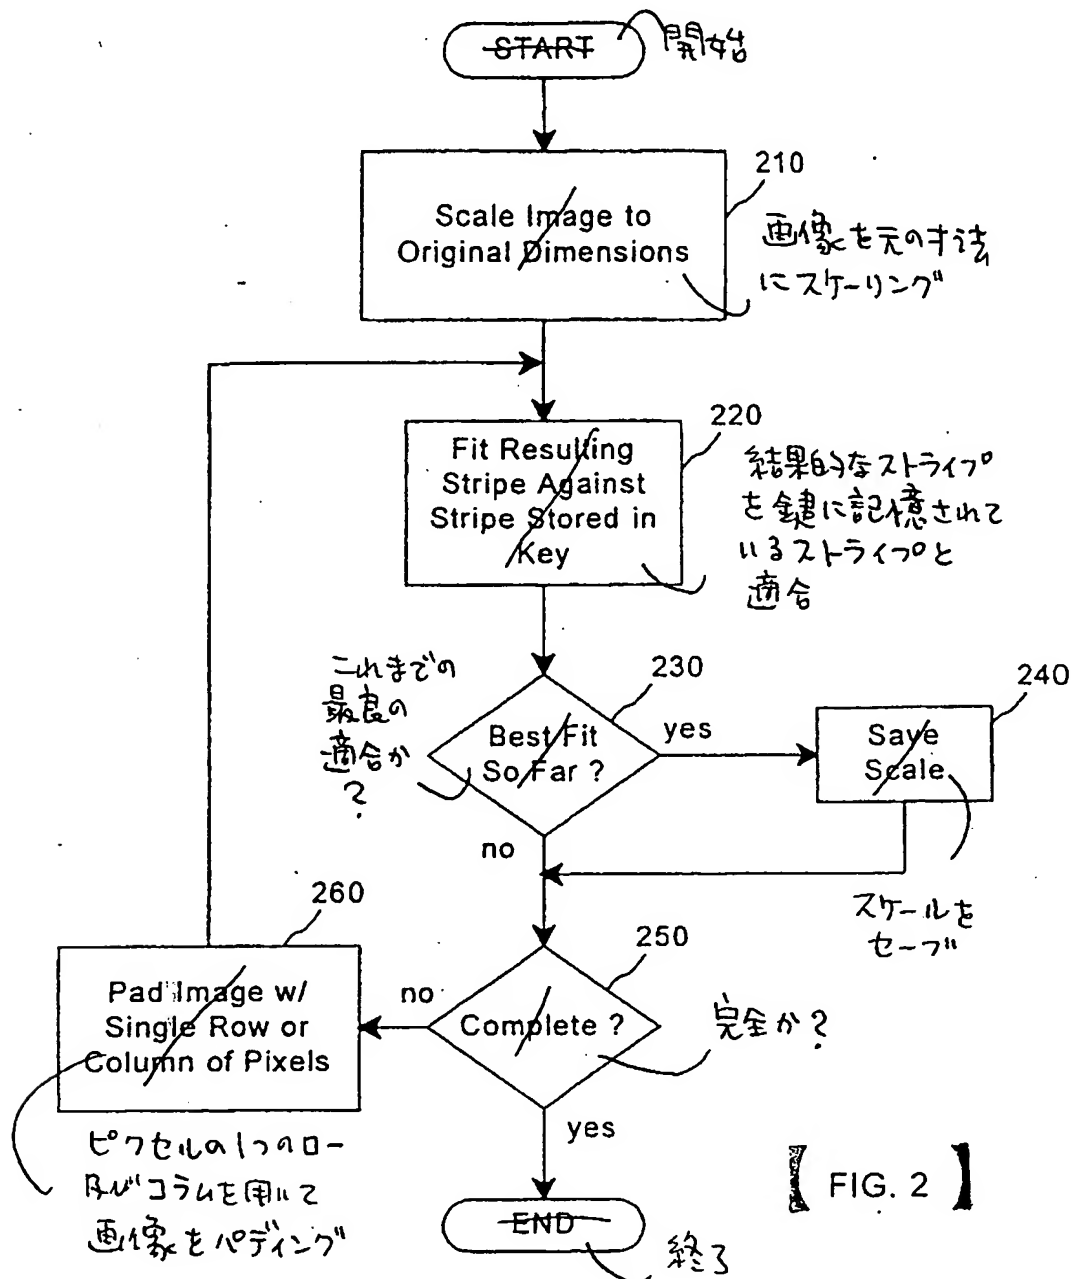 START
開始
210
Scale Image to
Original Dimensions
画像を元の寸法
にスケーリング
220
Fit Resulting
Stripe Against
Stripe Stored in
Key
結果的なストライプ
を鍵に記憶されて
いるストライプと
適合
これまでの
最良の
適合か
?
230
Best Fit
So Far ?
yes
240
Save
Scale
no
スケールを
セーブ
260
250
Pad Image w/
Single Row or
Column of Pixels
no
Complete ?
完全か?
ピクセルの1つのロー
及びコラムを用いて
画像をパディング
yes
【 FIG. 2 】
END
終了